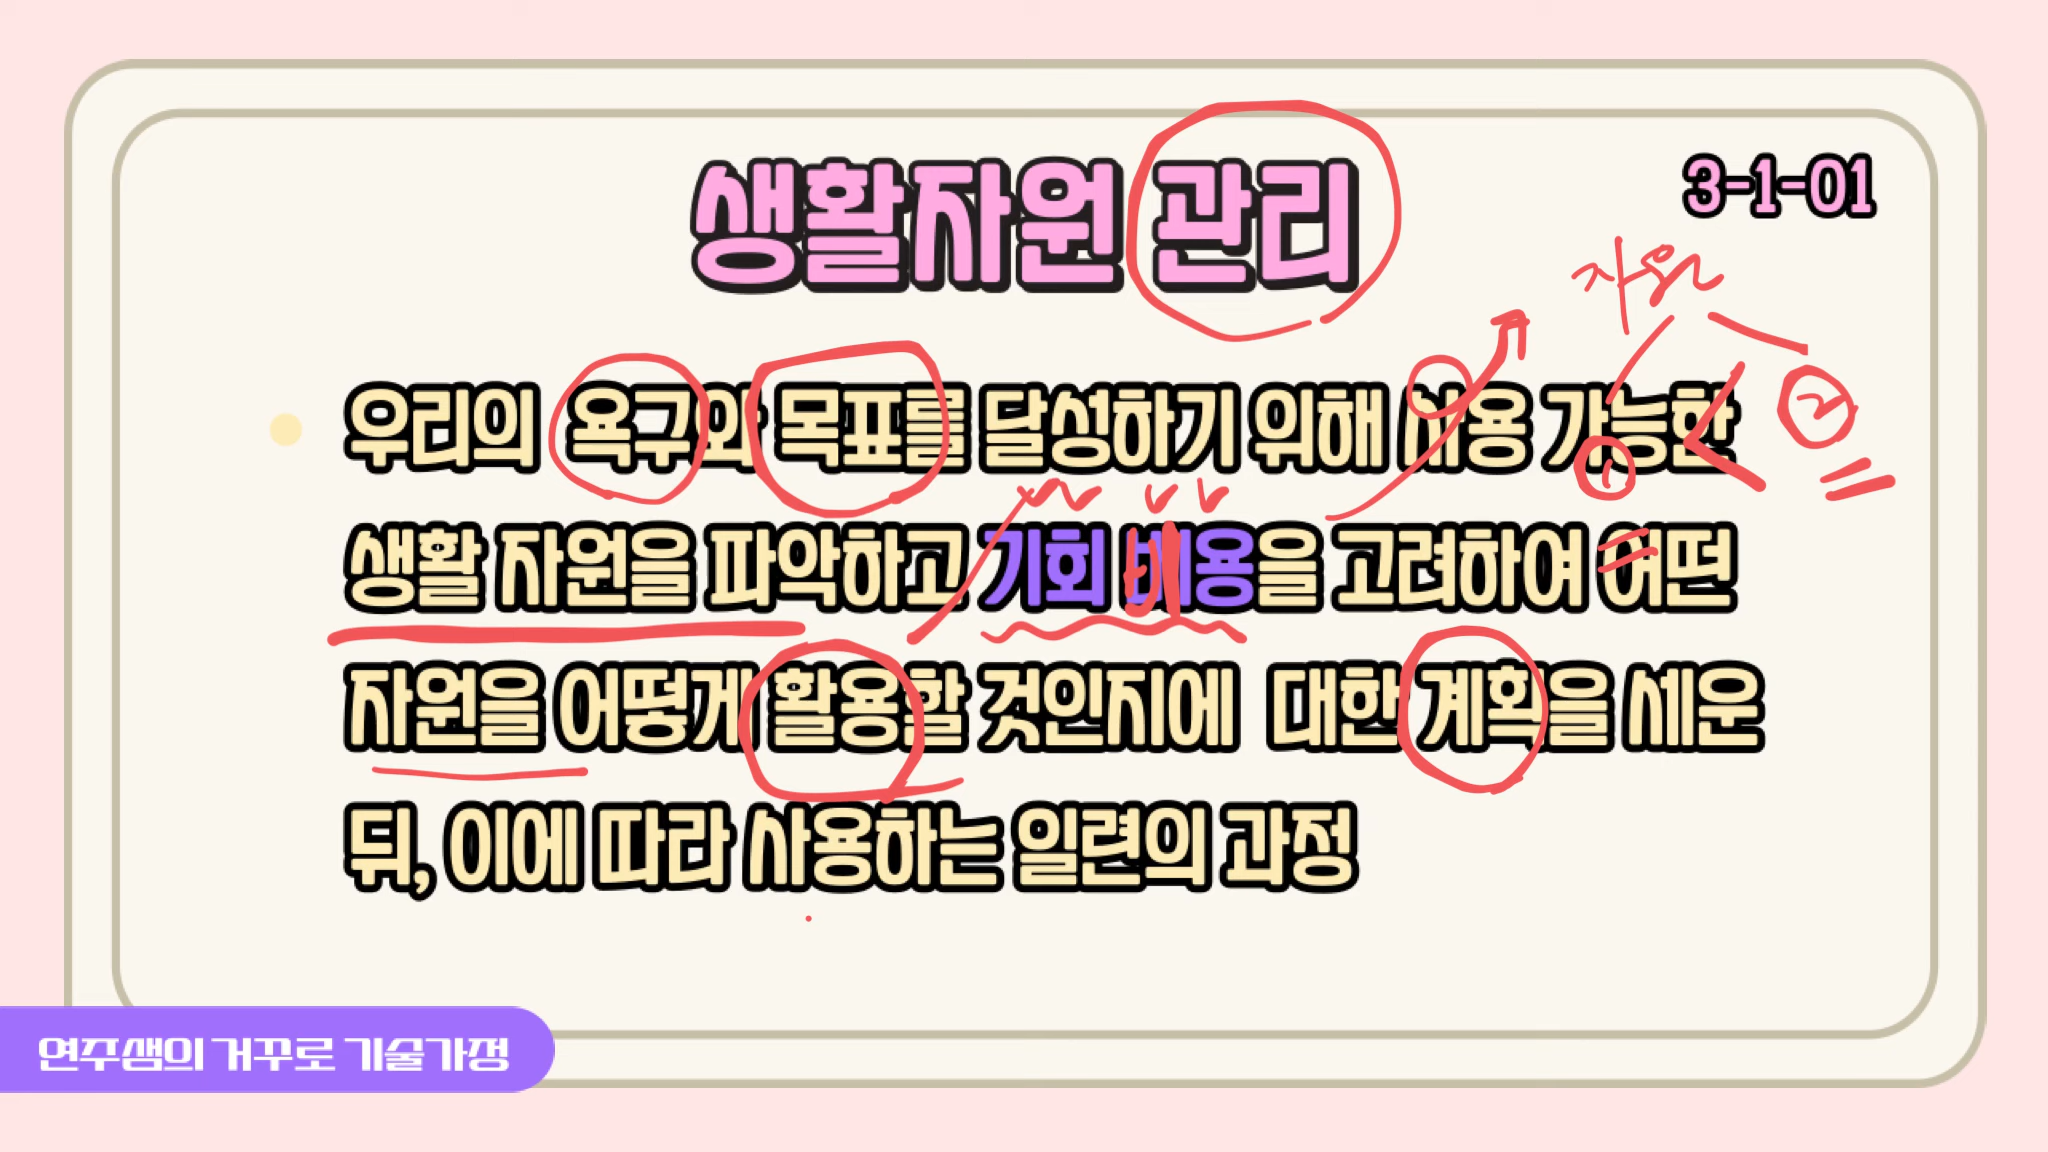 생활자원 관리
3-1-01
자원
우리의 욕구와 목표를 달성하기 위해 사용 가능한
① ②
생활 자원을 파악하고 기회 비용을 고려하여 어떤
자원을 어떻게 활용할 것인지에 대한 계획을 세운
뒤, 이에 따라 사용하는 일련의 과정
연주쌤의 거꾸로 기술가정